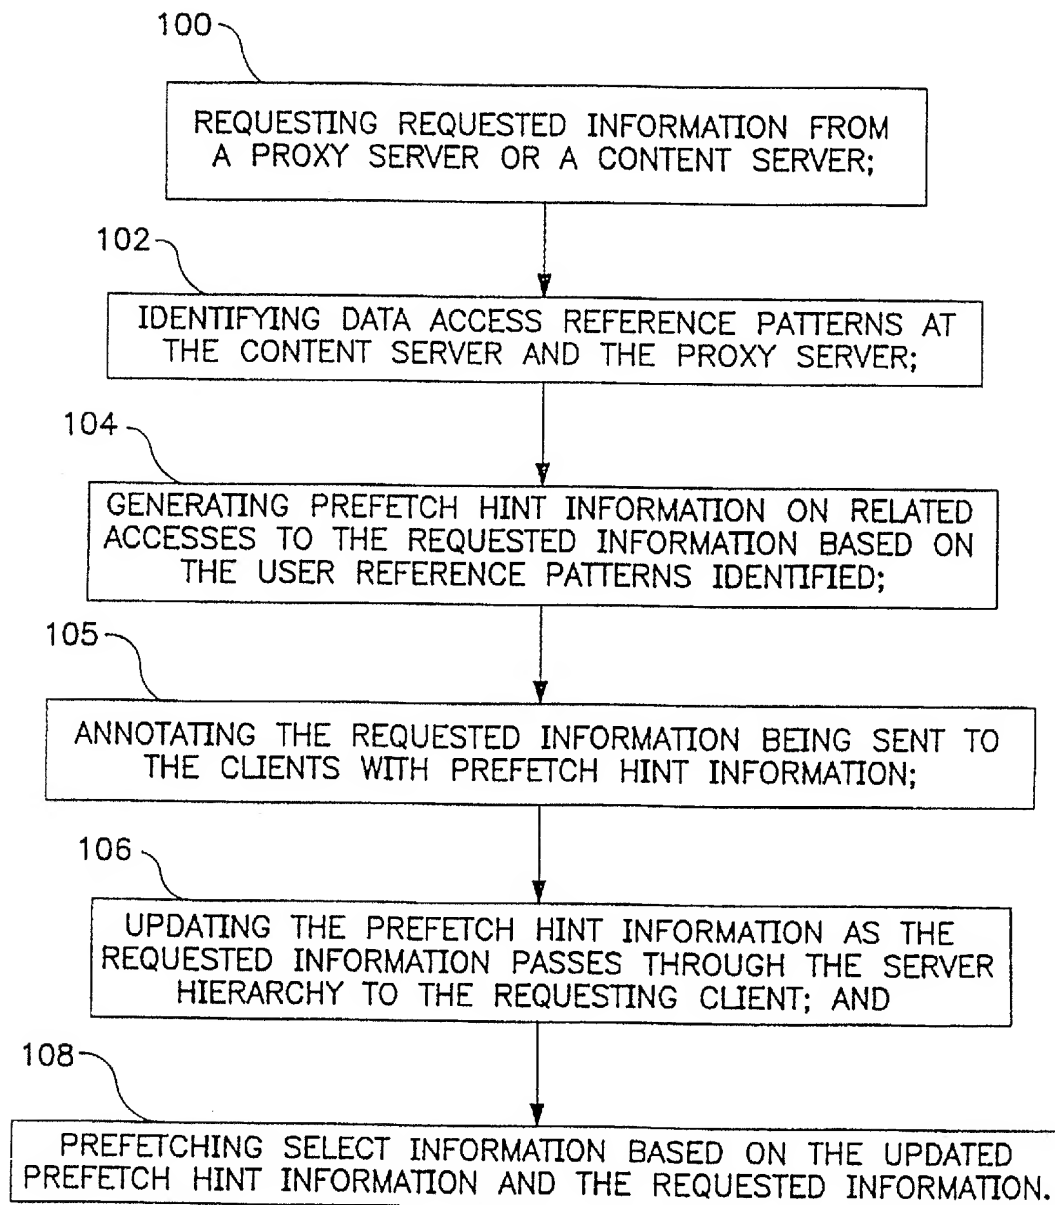 100
REQUESTING REQUESTED INFORMATION FROM
A PROXY SERVER OR A CONTENT SERVER;
102
IDENTIFYING DATA ACCESS REFERENCE PATTERNS AT
THE CONTENT SERVER AND THE PROXY SERVER;
104
GENERATING PREFETCH HINT INFORMATION ON RELATED
ACCESSES TO THE REQUESTED INFORMATION BASED ON
THE USER REFERENCE PATTERNS IDENTIFIED;
105
ANNOTATING THE REQUESTED INFORMATION BEING SENT TO
THE CLIENTS WITH PREFETCH HINT INFORMATION;
106
UPDATING THE PREFETCH HINT INFORMATION AS THE
REQUESTED INFORMATION PASSES THROUGH THE SERVER
HIERARCHY TO THE REQUESTING CLIENT; AND
108
PREFETCHING SELECT INFORMATION BASED ON THE UPDATED
PREFETCH HINT INFORMATION AND THE REQUESTED INFORMATION.